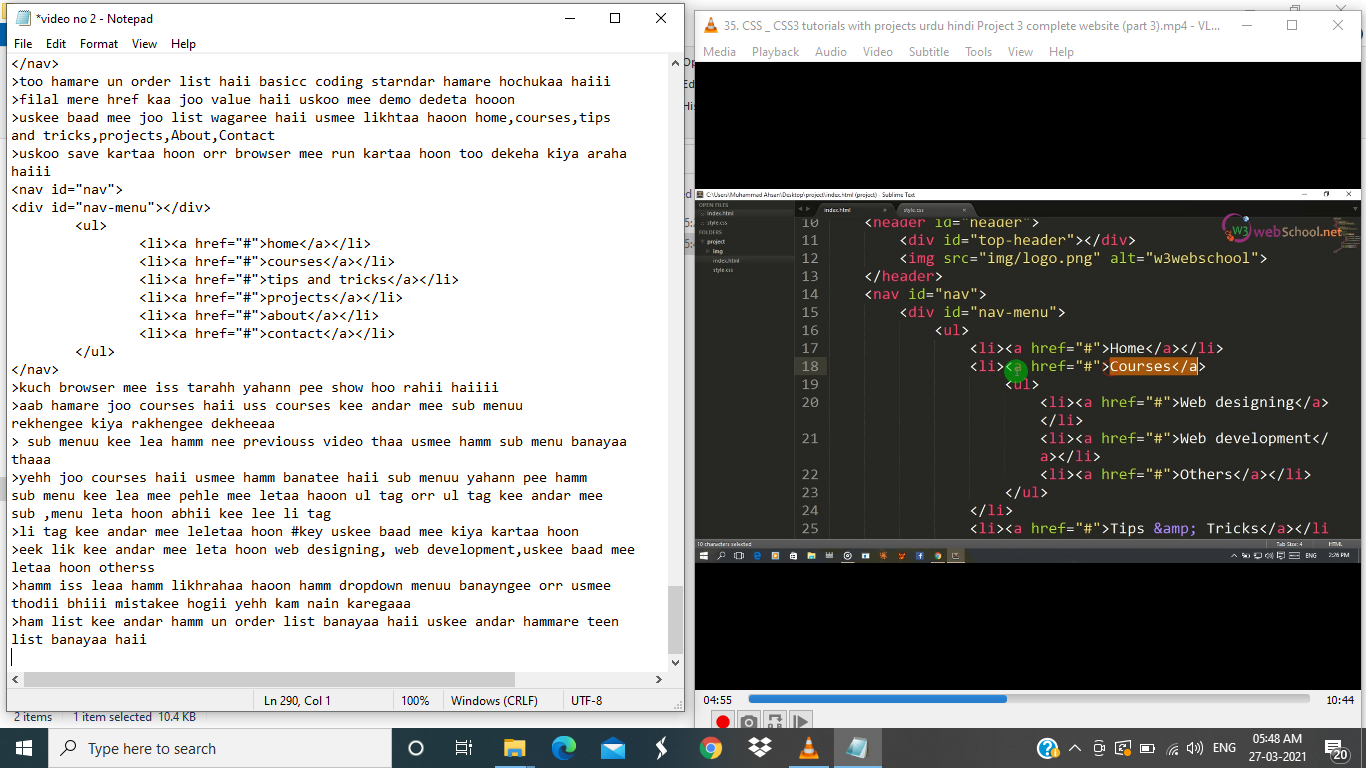 *video no 2 - Notepad
File Edit Format View Help
</nav>
>too hamare un order list haii basicc coding starndar hamare hochukaa haiii
>filal mere href kaa joo value haii uskoo mee demo dedeta hooon
>uskee baad mee joo list wagaree haii usmee likhtaa haoon home,courses,tips
and tricks,projects,About,Contact
>uskoo save kartaa hoon orr browser mee run kartaa hoon too dekeha kiya araha
haiii
<nav id="nav">
<div id="nav-menu"></div>
<ul>
<li><a href="#">home</a></li>
<li><a href="#">courses</a></li>
<li><a href="#">tips and tricks</a></li>
<li><a href="#">projects</a></li>
<li><a href="#">about</a></li>
<li><a href="#">contact</a></li>
</ul>
</nav>
>kuch browser mee iss tarahh yahann pee show hoo rahii haiiii
>aab hamare joo courses haii uss courses kee andar mee sub menuu
rekhengee kiya rakhengee dekheeaa
> sub menuu kee lea hamm nee previouss video thaa usmee hamm sub menu banayaa
thaaa
>yehh joo courses haii usmee hamm banatee haii sub menuu yahann pee hamm
sub menu kee lea mee pehle mee letaa haoon ul tag orr ul tag kee andar mee
sub ,menu leta hoon abhii kee lee li tag
>li tag kee andar mee leletaa hoon #key uskee baad mee kiya kartaa hoon
>eek lik kee andar mee leta hoon web designing, web development,uskee baad mee
letaa hoon otherss
>hamm iss leaa hamm likhrahaa haoon hamm dropdown menuu banayngee orr usmee
thodii bhiii mistakee hogii yehh kam nain karegaaa
>ham list kee andar hamm un order list banayaa haii uskee andar hammare teen
list banayaa haii
Ln 290, Col 1 100% Windows (CRLF) UTF-8
2 items 1 item selected 10.4 KB
35. CSS _ CSS3 tutorials with projects urdu hindi Project 3 complete website (part 3).mp4 - VL...
Media Playback Audio Video Subtitle Tools View Help
C:\Users\Muhammad Ahsan\Desktop\project\index.html (project) - Sublime Text
OPEN FILES
index.html
style.css
FOLDERS
project
img
index.html
style.css
index.html style.css
W3 webSchool.net
10 <header id="header">
11 <div id="top-header"></div>
12 <img src="img/logo.png" alt="w3webschool">
13 </header>
14 <nav id="nav">
15 <div id="nav-menu">
16 <ul>
17 <li><a href="#">Home</a></li>
18 <li><a href="#">Courses</a>
19 <ul>
20 <li><a href="#">Web designing</a>
</li>
21 <li><a href="#">Web development</
a></li>
22 <li><a href="#">Others</a></li>
23 </ul>
24 </li>
25 <li><a href="#">Tips &amp; Tricks</a></li
10 characters selected Tab Size: 4 HTML
ENG 2:26 PM
04:55 10:44
Type here to search
ENG
05:48 AM
27-03-2021
20